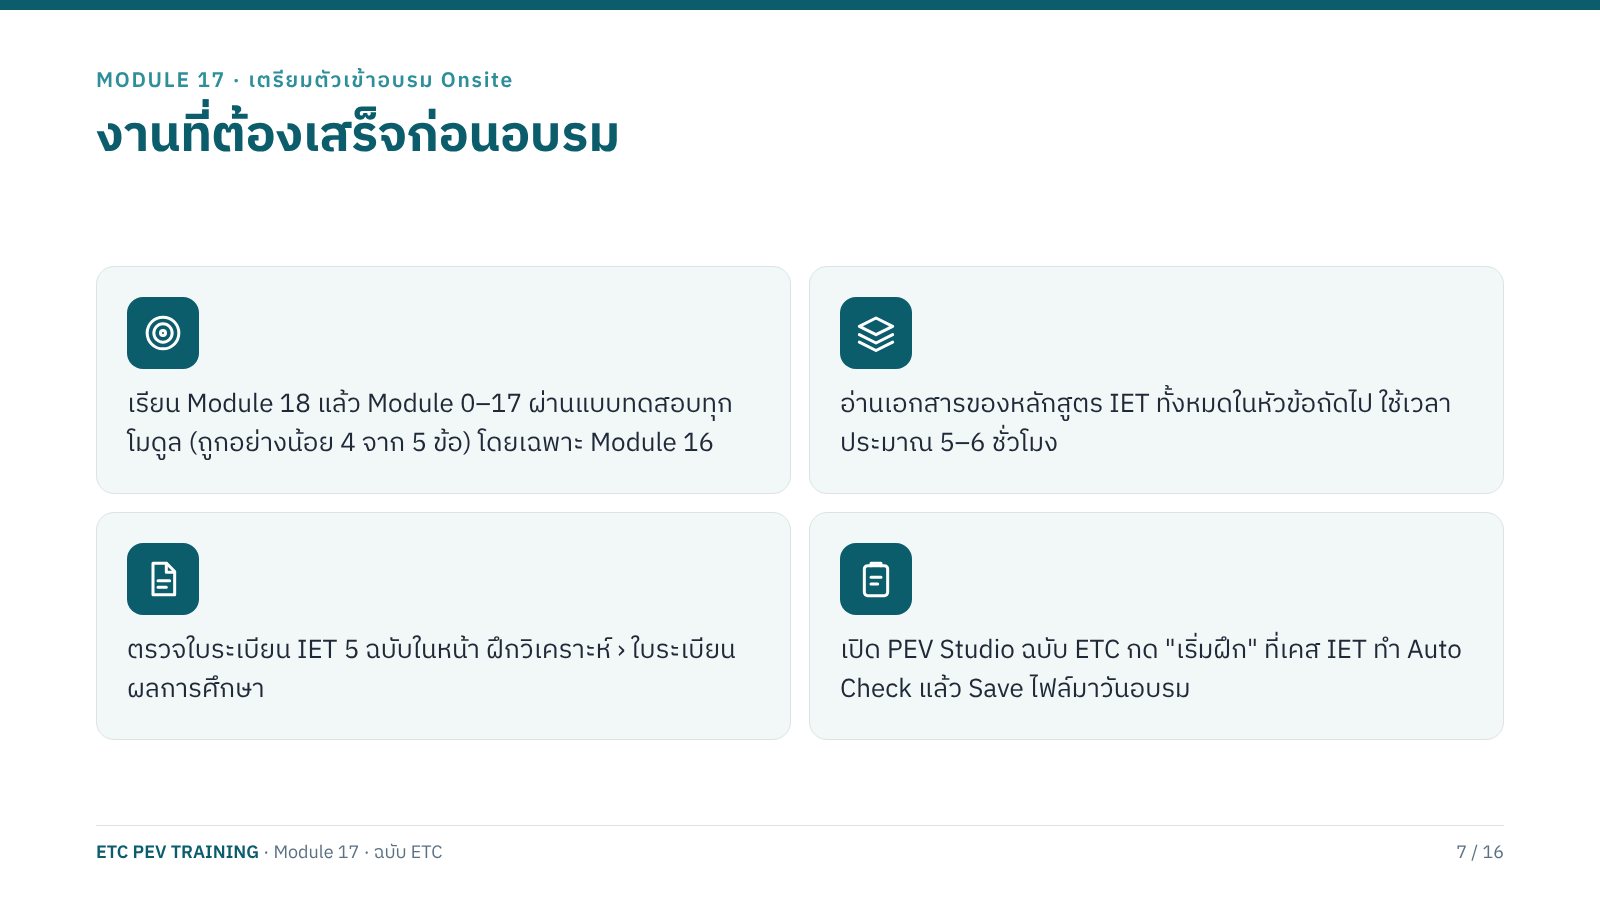 MODULE 17 · เตรียมตัวเข้าอบรม Onsite
งานที่ต้องเสร็จก่อนอบรม
เรียน Module 18 แล้ว Module 0–17 ผ่านแบบทดสอบทุก
โมดูล (ถูกอย่างน้อย 4 จาก 5 ข้อ) โดยเฉพาะ Module 16
อ่านเอกสารของหลักสูตร IET ทั้งหมดในหัวข้อถัดไป ใช้เวลา
ประมาณ 5–6 ชั่วโมง
ตรวจใบระเบียน IET 5 ฉบับในหน้า ฝึกวิเคราะห์ › ใบระเบียน
ผลการศึกษา
เปิด PEV Studio ฉบับ ETC กด "เริ่มฝึก" ที่เคส IET ทำ Auto
Check แล้ว Save ไฟล์มาวันอบรม
ETC PEV TRAINING · Module 17 · ฉบับ ETC
7 / 16